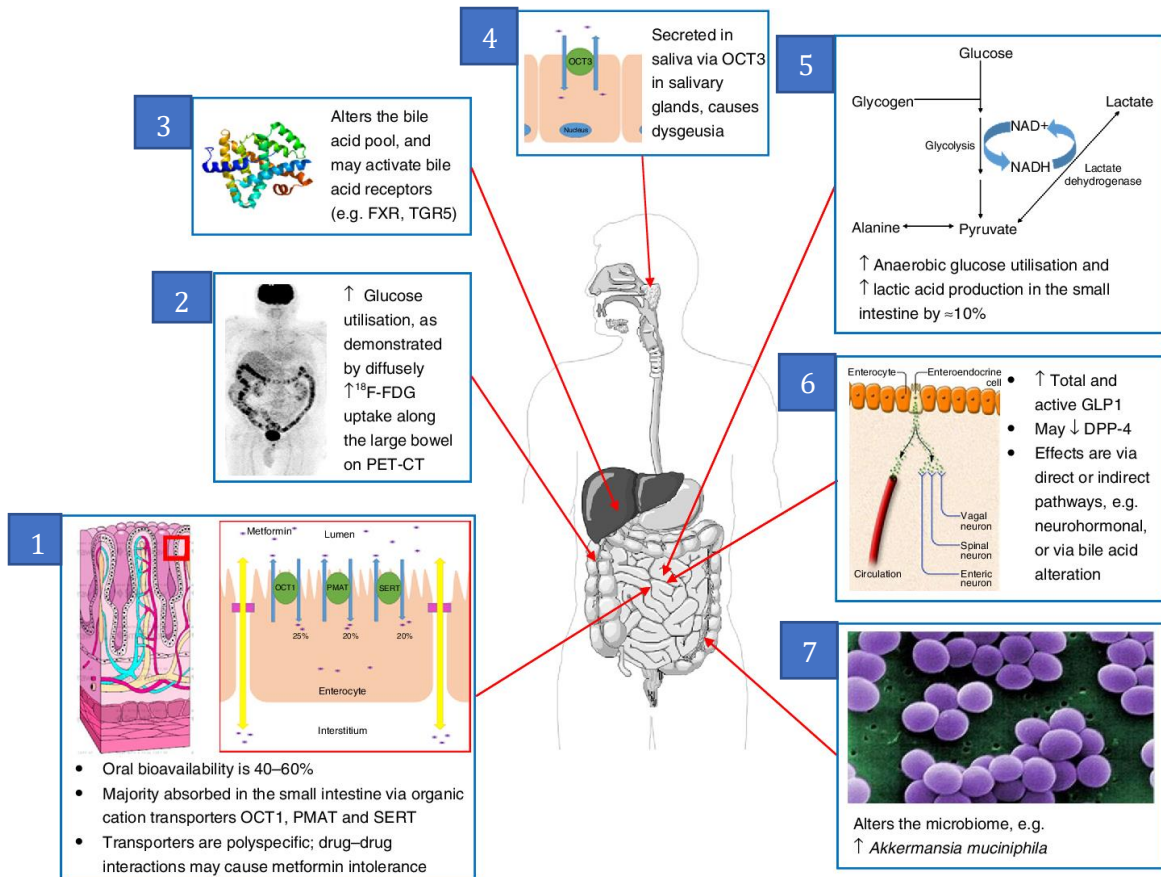 1
Metformin
Lumen
OCT1
PMAT
SERT
25%
20%
20%
Enterocyte
Interstitium
• Oral bioavailability is 40–60%
• Majority absorbed in the small intestine via organic
cation transporters OCT1, PMAT and SERT
• Transporters are polyspecific; drug–drug
interactions may cause metformin intolerance
2
↑ Glucose
utilisation, as
demonstrated
by diffusely
↑¹⁸F-FDG
uptake along
the large bowel
on PET-CT
3
Alters the bile
acid pool, and
may activate bile
acid receptors
(e.g. FXR, TGR5)
4
OCT3
Nucleus
Secreted in
saliva via OCT3
in salivary
glands, causes
dysgeusia
5
Glucose
Glycogen
Lactate
NAD+
Glycolysis
NADH
Lactate
dehydrogenase
Alanine
Pyruvate
↑ Anaerobic glucose utilisation and
↑ lactic acid production in the small
intestine by ≈10%
6
Enterocyte
Enteroendocrine
cell
Vagal
neuron
Spinal
neuron
Enteric
neuron
Circulation
• ↑ Total and
active GLP1
• May ↓ DPP-4
• Effects are via
direct or indirect
pathways, e.g.
neurohormonal,
or via bile acid
alteration
7
Alters the microbiome, e.g.
↑ Akkermansia muciniphila